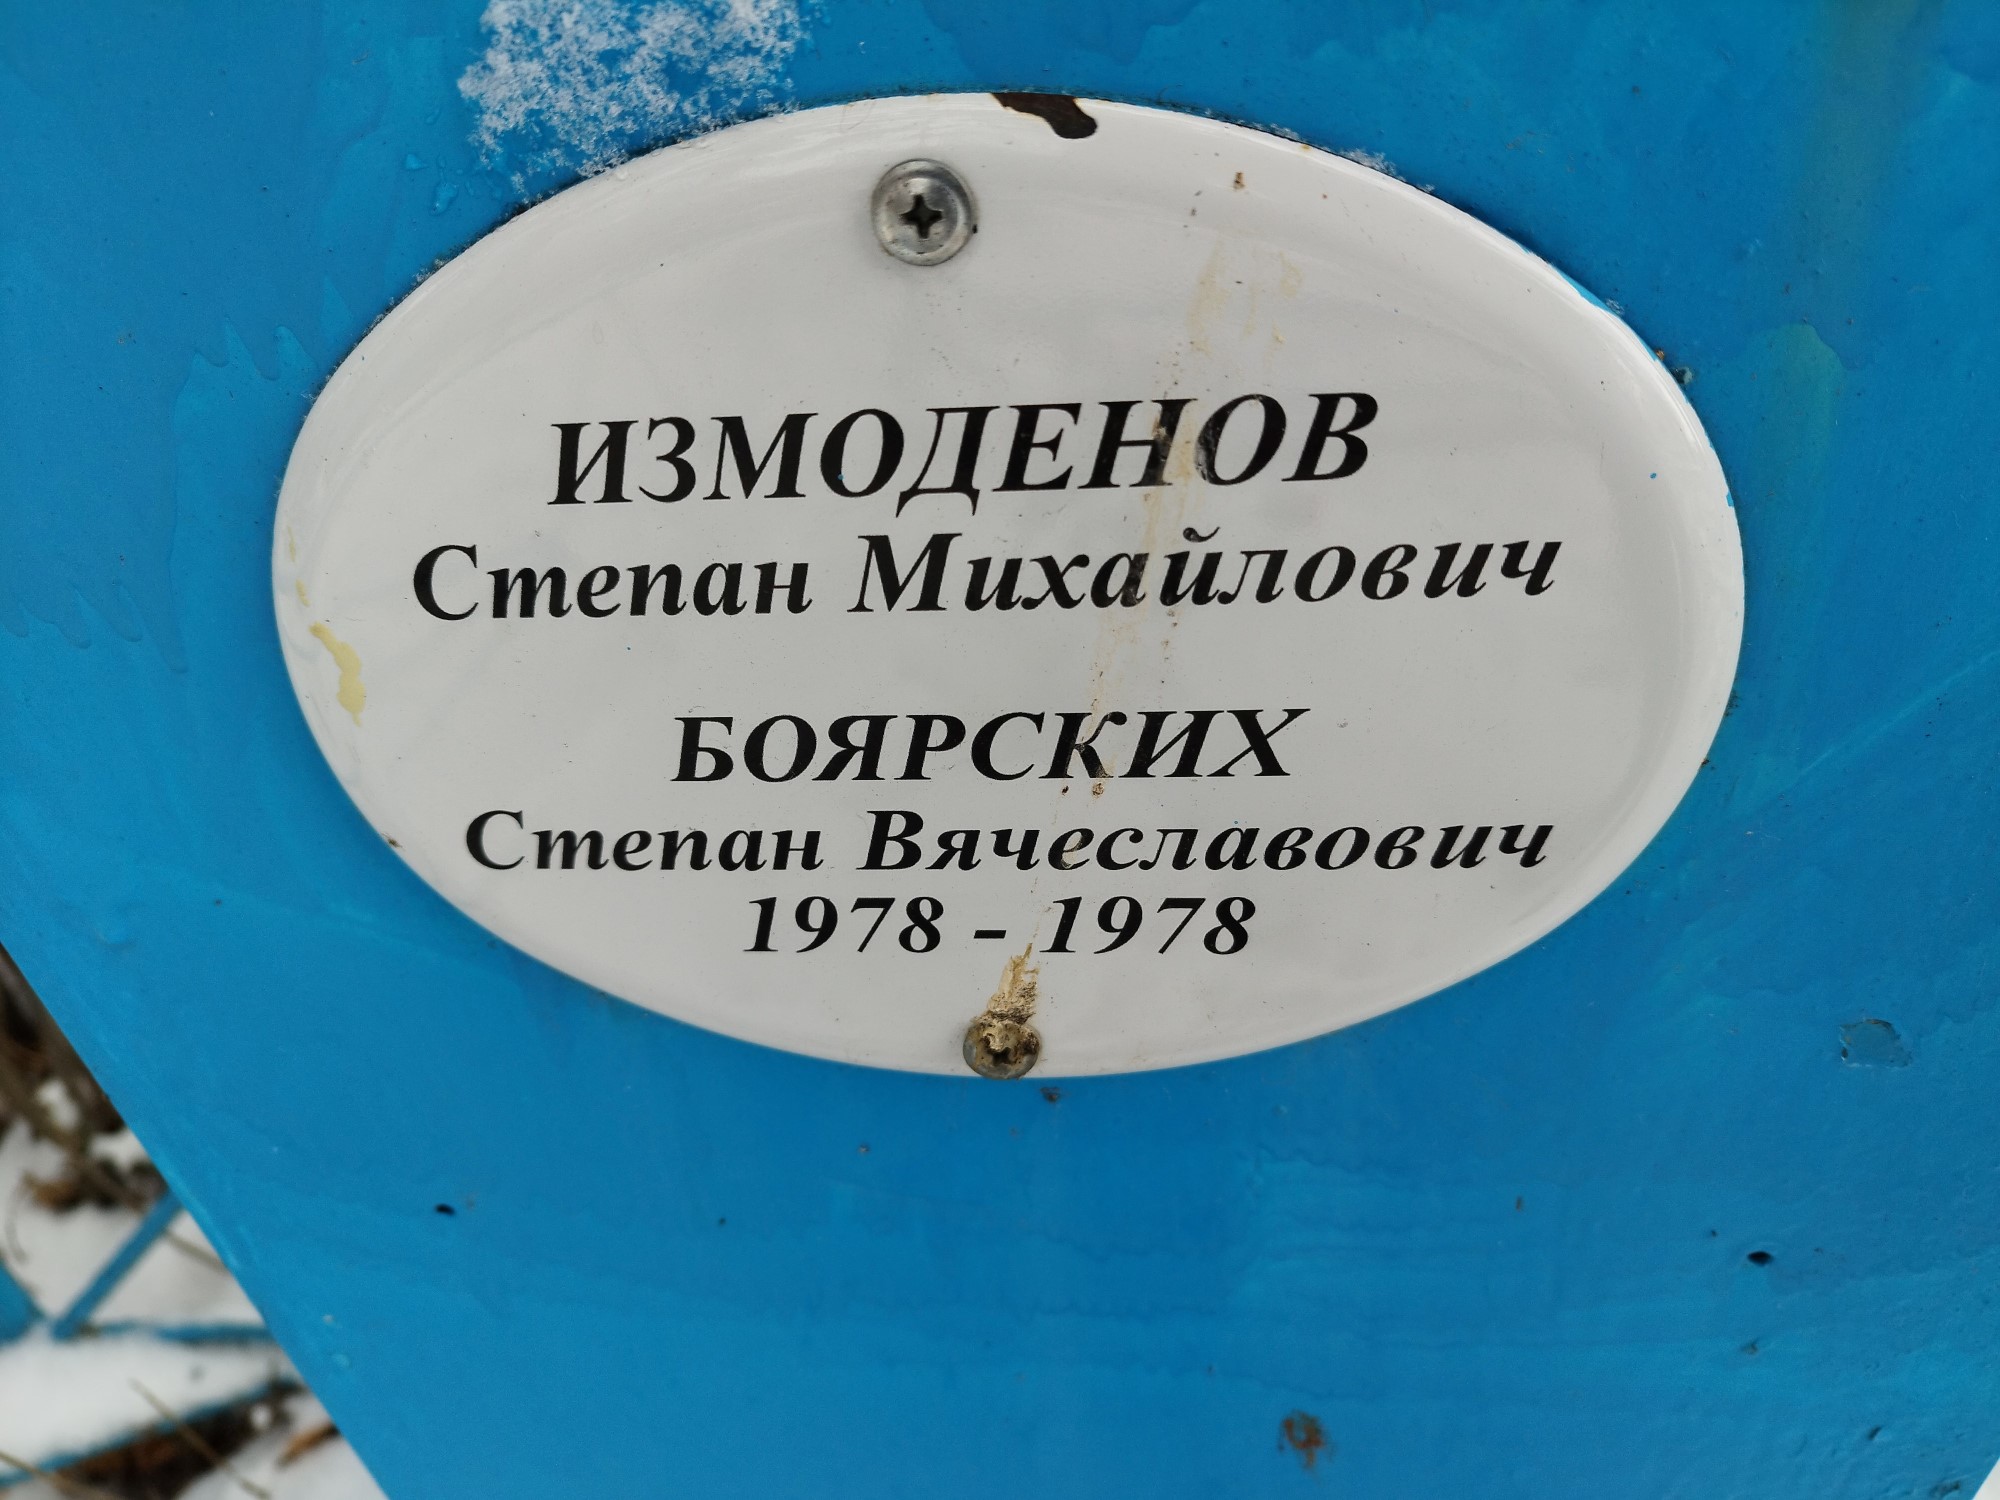 ИЗМОДЕНОВ
Степан Михайлович
БОЯРСКИХ
Степан Вячеславович
1978 - 1978